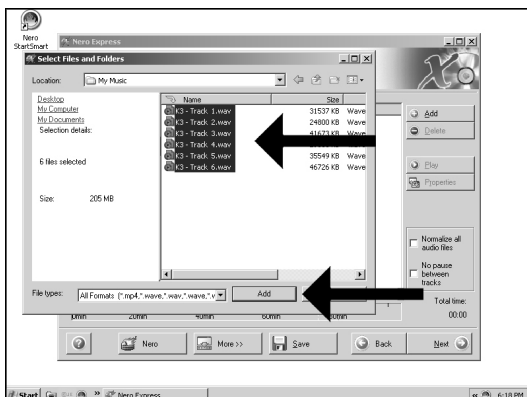 Nero
StartSmart
Nero Express
Select Files and Folders
Location:
My Music
Desktop
My Computer
My Documents
Selection details:
6 files selected
Size: 205 MB
Name Size
K3 - Track 1.wav 31537 KB Wave
K3 - Track 2.wav 24800 KB Wave
K3 - Track 3.wav 41673 KB Wave
K3 - Track 4.wav Wave
K3 - Track 5.wav 35549 KB Wave
K3 - Track 6.wav 46726 KB Wave
File types:
All Formats (*.mp4,*.wave,*.wav,*.wave,*.v
Add
Add
Delete
Play
Properties
Normalize all
audio files
No pause
between
tracks
Total time:
00:00
0min 20min 40min 60min 80min
Nero
More >>
Save
Back
Next
Start
Nero Express
6:18 PM